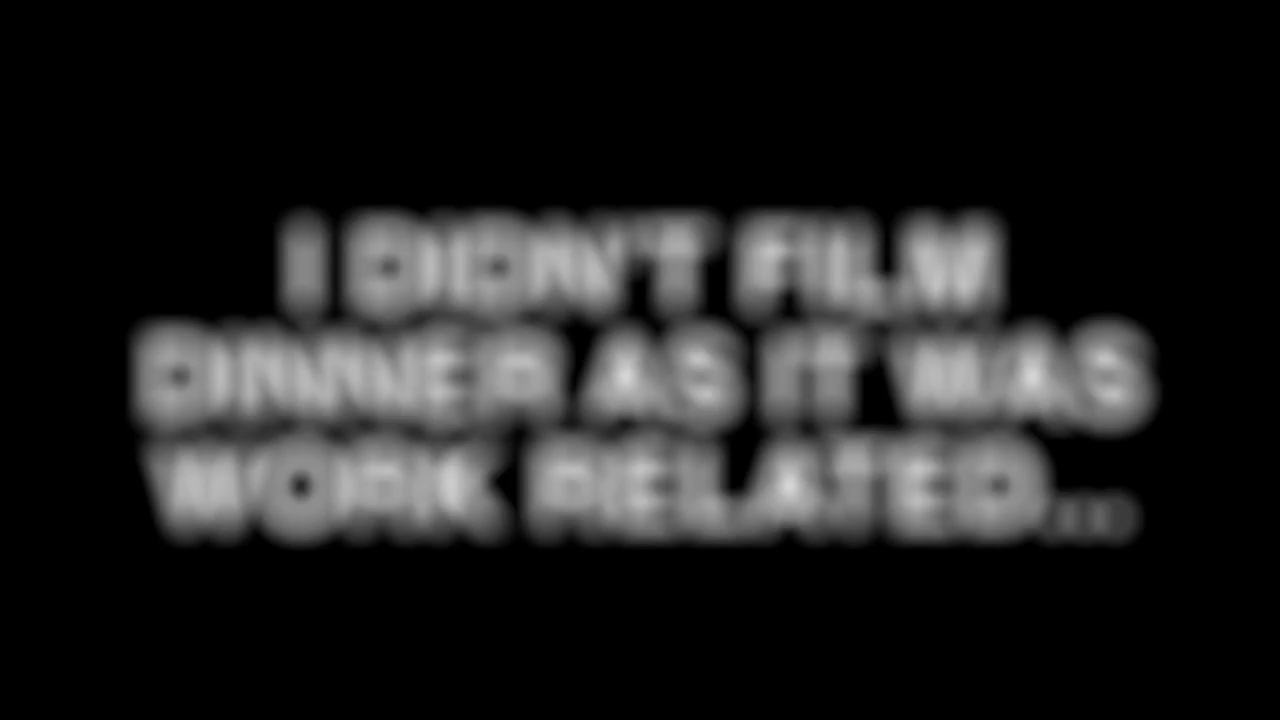 I DIDN'T FILM
DINNER AS IT WAS
WORK RELATED...